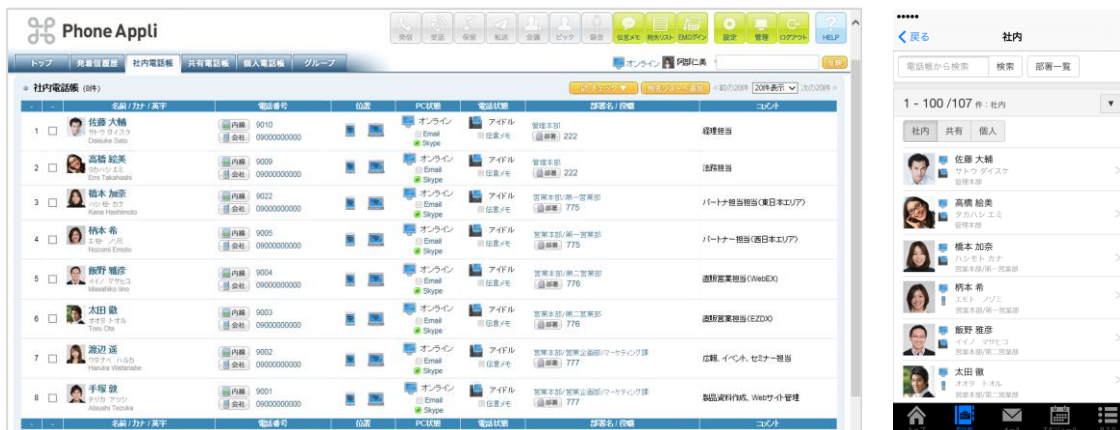 Phone Appli
発信 受話 保留 転送 会議 ピック 録音 伝言メモ 宛先リスト EMログイン 設定 管理 ログアウト HELP
トップ 発着信履歴 社内電話帳 共有電話帳 個人電話帳 グループ
オンライン 阿部仁美
社内電話帳 (8件)
チェック ▼ 宛先リストへ追加 < 前の20件 20件表示 次の20件 >
名前 / カナ / 英字 電話番号 位置 PC状態 電話状態 部署名 / 役職 コメント
1 佐藤 大輔 サトウ ダイスケ Daisuke Sato 内線 9010 会社 09000000000 オンライン Email Skype アイドル 伝言メモ 管理本部 部署 222 経理担当
2 高橋 絵美 タカハシ エミ Emi Takahashi 内線 9009 会社 09000000000 オンライン Email Skype アイドル 伝言メモ 管理本部 部署 222 法務担当
3 橋本 加奈 ハシモト カナ Kana Hashimoto 内線 9022 会社 09000000000 オンライン Email Skype アイドル 伝言メモ 営業本部/第一営業部 部署 775 パートナ担当担当(東日本エリア)
4 柄本 希 エモト ノゾミ Nozomi Emoto 内線 9005 会社 09000000000 オンライン Email Skype アイドル 伝言メモ 営業本部/第一営業部 部署 775 パートナー担当(西日本エリア)
5 飯野 雅彦 イイノ マサヒコ Masahiko Iino 内線 9004 会社 09000000000 オンライン Email Skype アイドル 伝言メモ 営業本部/第二営業部 部署 776 直販営業担当(WebEX)
6 太田 徹 オオタ トオル Toru Ota 内線 9003 会社 09000000000 オンライン Email Skype アイドル 伝言メモ 営業本部/第二営業部 部署 776 直販営業担当(EZDX)
7 渡辺 遥 ワタナベ ハルカ Haruka Watanabe 内線 9002 会社 09000000000 オンライン Email Skype アイドル 伝言メモ 営業本部/営業企画部/マーケティング課 部署 777 広報、イベント、セミナー担当
8 手塚 敦 テヅカ アツシ Atsushi Tezuka 内線 9001 会社 09000000000 オンライン Email Skype アイドル 伝言メモ 営業本部/営業企画部/マーケティング課 部署 777 製品資料作成、Webサイト管理
名前 / カナ / 英字 電話番号 位置 PC状態 電話状態 部署名 / 役職 コメント
戻る 社内
電話帳から検索 検索 部署一覧
1 - 100 /107 件 : 社内 ▼
社内 共有 個人
佐藤 大輔
サトウ ダイスケ
管理本部
高橋 絵美
タカハシ エミ
管理本部
橋本 加奈
ハシモト カナ
営業本部/第一営業部
柄本 希
エモト ノゾミ
営業本部/第一営業部
飯野 雅彦
イイノ マサヒコ
営業本部/第二営業部
太田 徹
オオタ トオル
営業本部/第二営業部